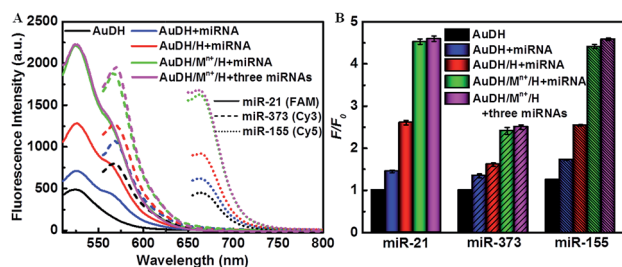 A
AuDH
AuDH+miRNA
AuDH/H+miRNA
AuDH/Mⁿ⁺/H+miRNA
AuDH/Mⁿ⁺/H+three miRNAs
miR-21 (FAM)
miR-373 (Cy3)
miR-155 (Cy5)
Fluorescence Intensity (a.u.)
2500
2000
1500
1000
500
0
550 600 650 700 750 800
Wavelength (nm)
B
AuDH
AuDH+miRNA
AuDH/H+miRNA
AuDH/Mⁿ⁺/H+miRNA
AuDH/Mⁿ⁺/H
+three miRNAs
F/F₀
7
6
5
4
3
2
1
0
miR-21 miR-373 miR-155